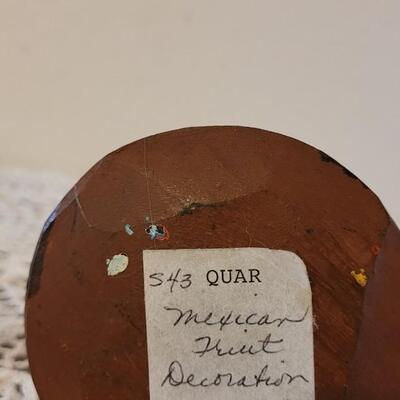 S43 QUAR
Mexican
Fruit
Decoration